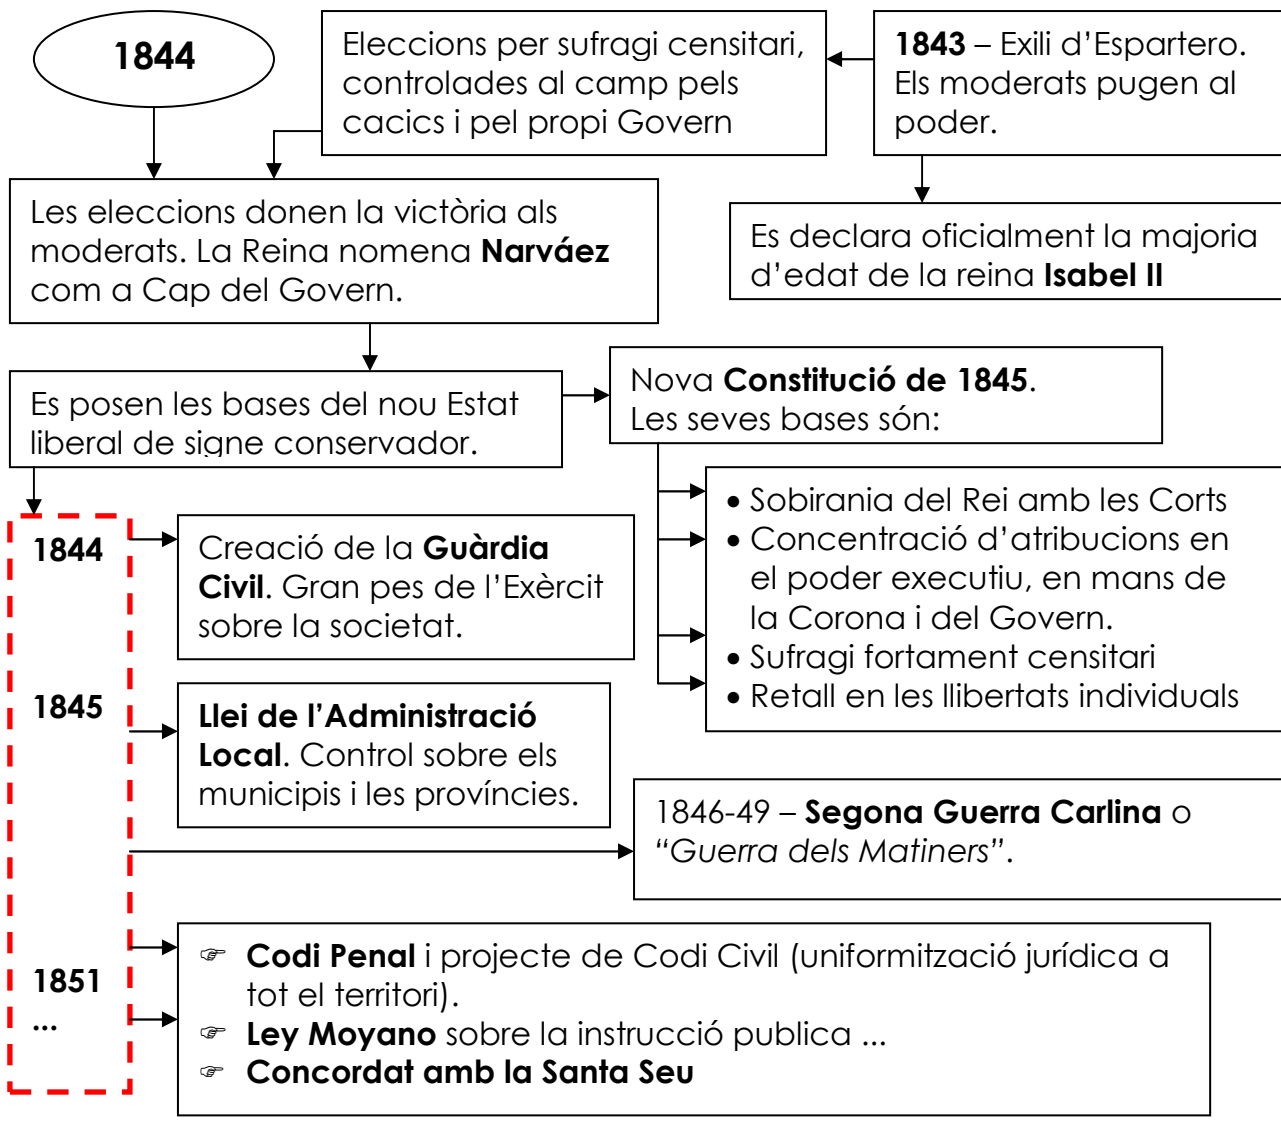 1844
Eleccions per sufragi censitari,
controlades al camp pels
cacics i pel propi Govern
1843 – Exili d’Espartero.
Els moderats pugen al
poder.
Les eleccions donen la victòria als
moderats. La Reina nomena Narváez
com a Cap del Govern.
Es declara oficialment la majoria
d’edat de la reina Isabel II
Es posen les bases del nou Estat
liberal de signe conservador.
Nova Constitució de 1845.
Les seves bases són:
• Sobirania del Rei amb les Corts
• Concentració d’atribucions en
el poder executiu, en mans de
la Corona i del Govern.
• Sufragi fortament censitari
• Retall en les llibertats individuals
1844
Creació de la Guàrdia
Civil. Gran pes de l’Exèrcit
sobre la societat.
1845
Llei de l’Administració
Local. Control sobre els
municipis i les províncies.
1846-49 – Segona Guerra Carlina o
“Guerra dels Matiners”.
1851
...
☞ Codi Penal i projecte de Codi Civil (uniformització jurídica a
tot el territori).
☞ Ley Moyano sobre la instrucció publica ...
☞ Concordat amb la Santa Seu